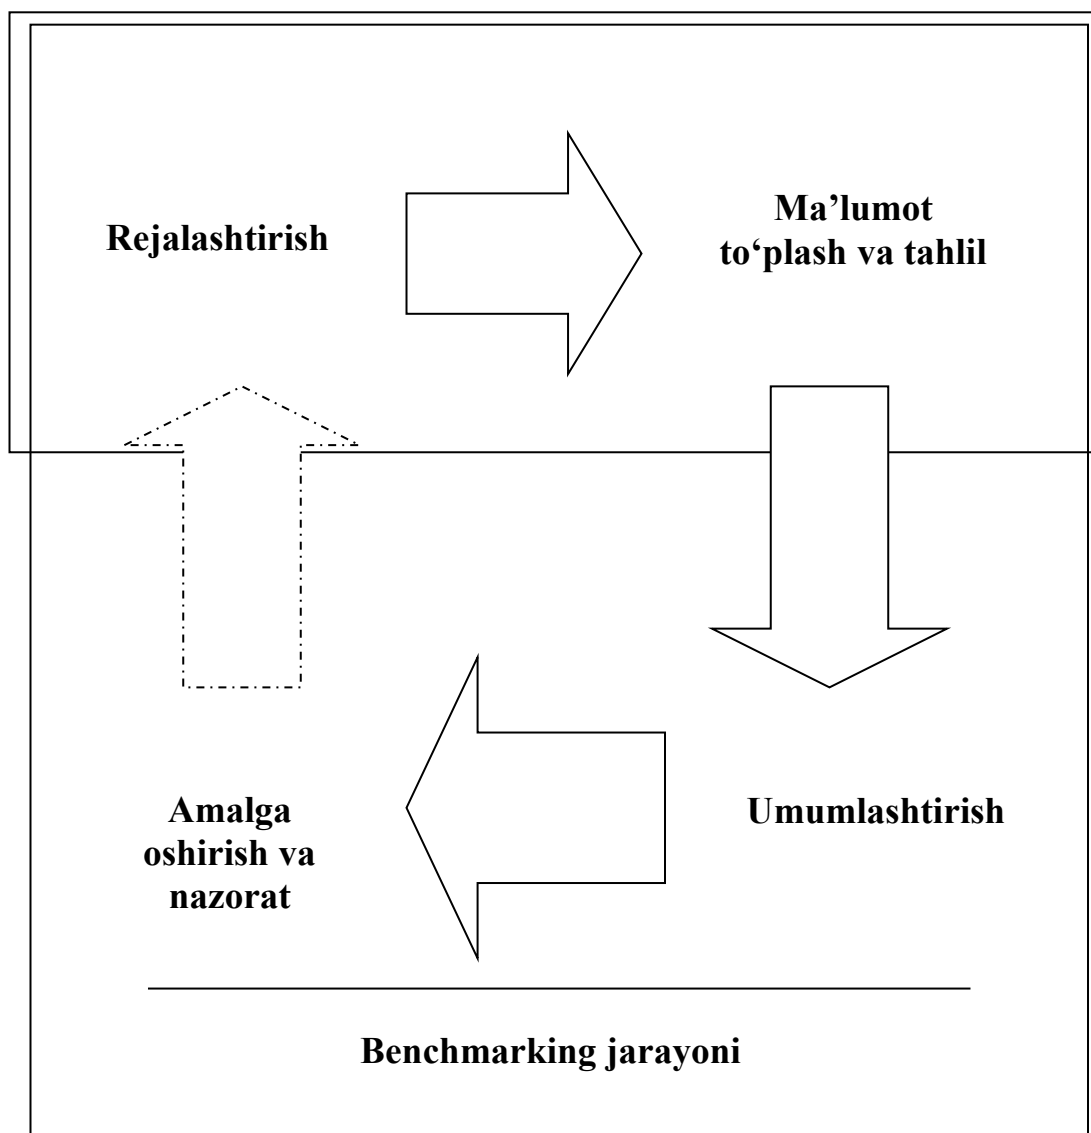 Rejalashtirish
Ma’lumot
to‘plash va tahlil
Umumlashtirish
Amalga
oshirish va
nazorat
Benchmarking jarayoni